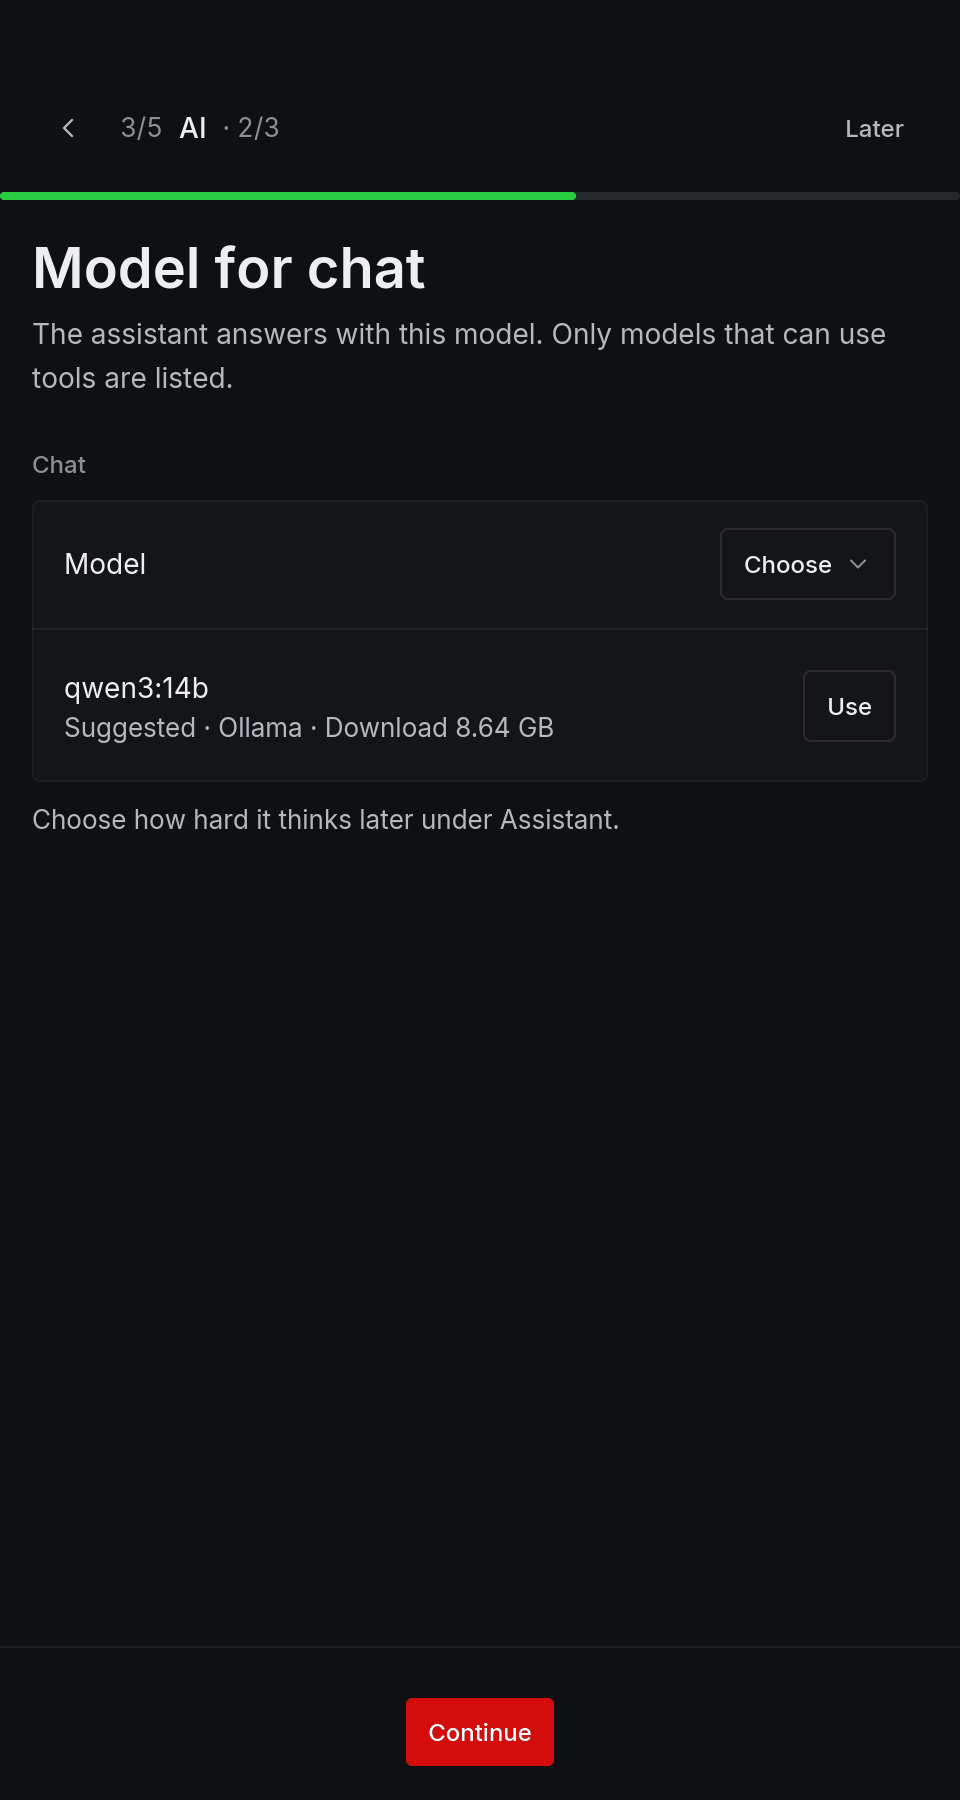 3/5 AI · 2/3
Later
Model for chat
The assistant answers with this model. Only models that can use
tools are listed.
Chat
Model
Choose
qwen3:14b
Suggested · Ollama · Download 8.64 GB
Use
Choose how hard it thinks later under Assistant.
Continue